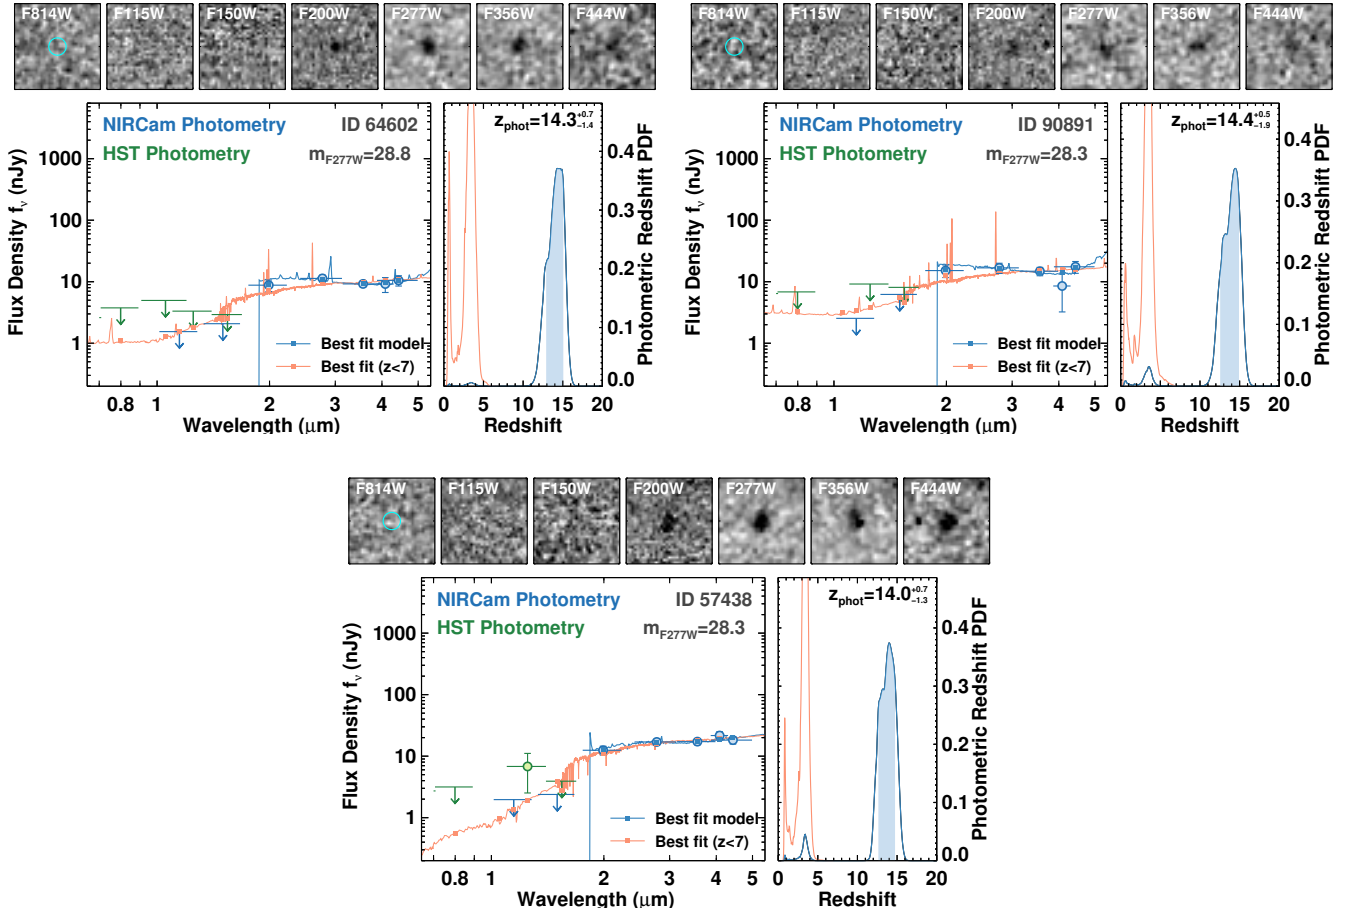 F814W F115W F150W F200W F277W F356W F444W
NIRCam Photometry ID 64602
HST Photometry m_F277W=28.8
z_phot=14.3 +0.7 -1.4
Flux Density f_ν (nJy)
1000
100
10
1
Best fit model
Best fit (z<7)
0.8 1 2 3 4 5
Wavelength (μm)
0.4
0.3
0.2
0.1
0.0
Photometric Redshift PDF
0 5 10 15 20
Redshift
F814W F115W F150W F200W F277W F356W F444W
NIRCam Photometry ID 90891
HST Photometry m_F277W=28.3
z_phot=14.4 +0.5 -1.9
Flux Density f_ν (nJy)
1000
100
10
1
Best fit model
Best fit (z<7)
0.8 1 2 3 4 5
Wavelength (μm)
0.4
0.3
0.2
0.1
0.0
Photometric Redshift PDF
0 5 10 15 20
Redshift
F814W F115W F150W F200W F277W F356W F444W
NIRCam Photometry ID 57438
HST Photometry m_F277W=28.3
z_phot=14.0 +0.7 -1.3
Flux Density f_ν (nJy)
1000
100
10
1
Best fit model
Best fit (z<7)
0.8 1 2 3 4 5
Wavelength (μm)
0.4
0.3
0.2
0.1
0.0
Photometric Redshift PDF
0 5 10 15 20
Redshift